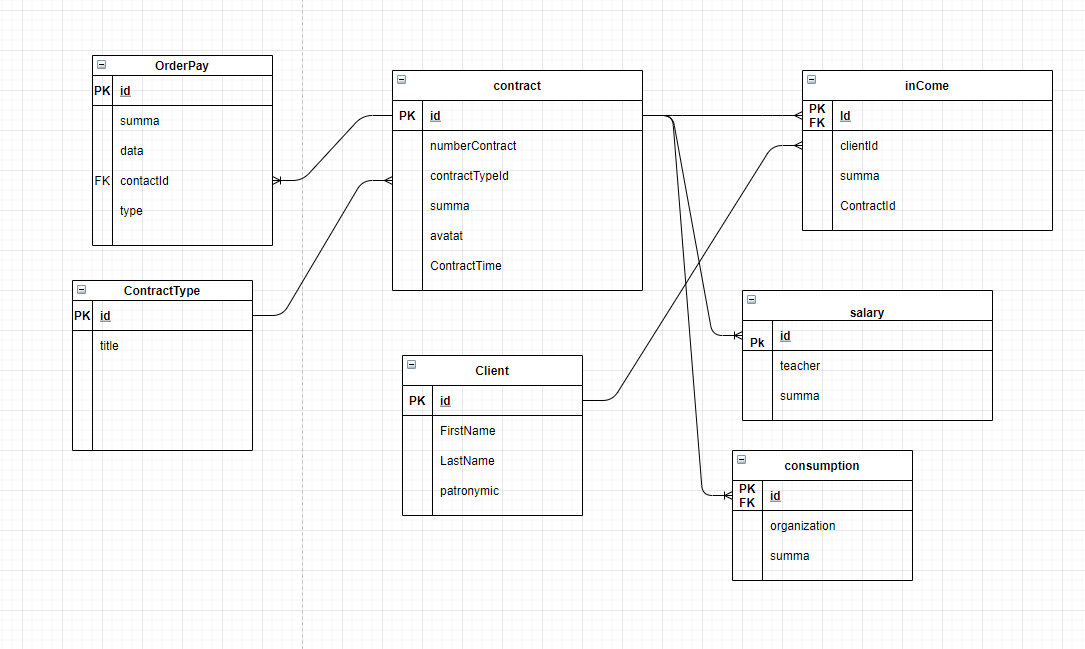 OrderPay
PK id
summa
data
FK contactId
type
contract
PK id
numberContract
contractTypeId
summa
avatat
ContractTime
inCome
PK
FK Id
clientId
summa
ContractId
ContractType
PK id
title
salary
Pk id
teacher
summa
Client
PK id
FirstName
LastName
patronymic
consumption
PK
FK id
organization
summa